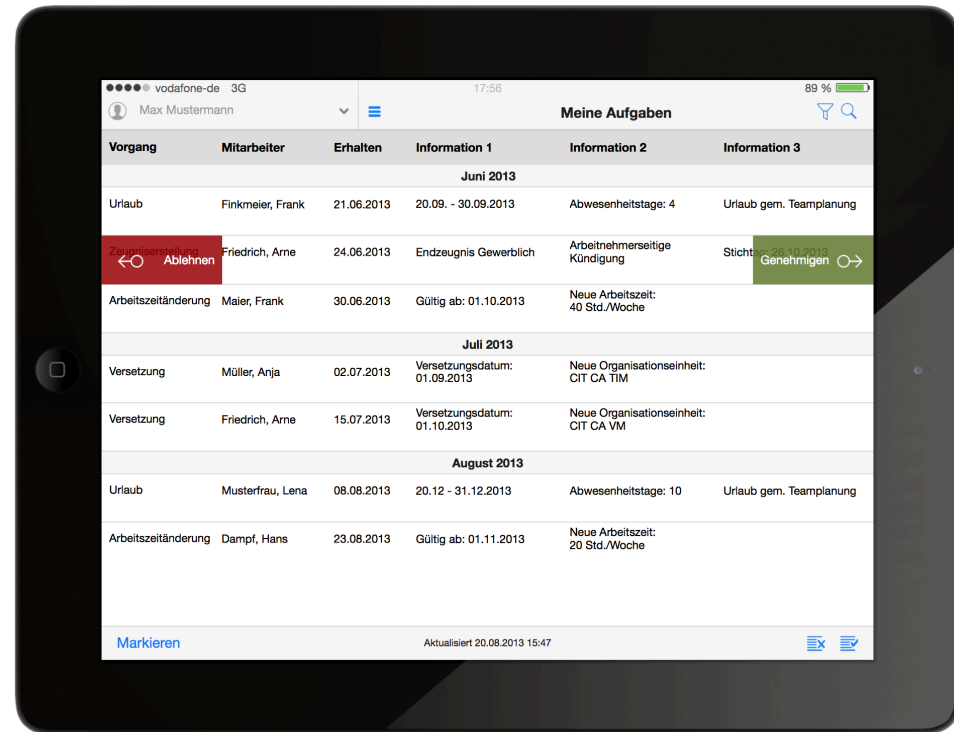 vodafone-de 3G 17:56 89 %
Max Mustermann Meine Aufgaben
Vorgang Mitarbeiter Erhalten Information 1 Information 2 Information 3
Juni 2013
Urlaub Finkmeier, Frank 21.06.2013 20.09. - 30.09.2013 Abwesenheitstage: 4 Urlaub gem. Teamplanung
Zeugniserstellung Friedrich, Arne 24.06.2013 Endzeugnis Gewerblich Arbeitnehmerseitige Stichtag: 26.10.2013
Kündigung
Ablehnen Genehmigen
Arbeitszeitänderung Maier, Frank 30.06.2013 Gültig ab: 01.10.2013 Neue Arbeitszeit:
40 Std./Woche
Juli 2013
Versetzung Müller, Anja 02.07.2013 Versetzungsdatum: Neue Organisationseinheit:
01.09.2013 CIT CA TIM
Versetzung Friedrich, Arne 15.07.2013 Versetzungsdatum: Neue Organisationseinheit:
01.10.2013 CIT CA VM
August 2013
Urlaub Musterfrau, Lena 08.08.2013 20.12 - 31.12.2013 Abwesenheitstage: 10 Urlaub gem. Teamplanung
Arbeitszeitänderung Dampf, Hans 23.08.2013 Gültig ab: 01.11.2013 Neue Arbeitszeit:
20 Std./Woche
Markieren Aktualisiert 20.08.2013 15:47